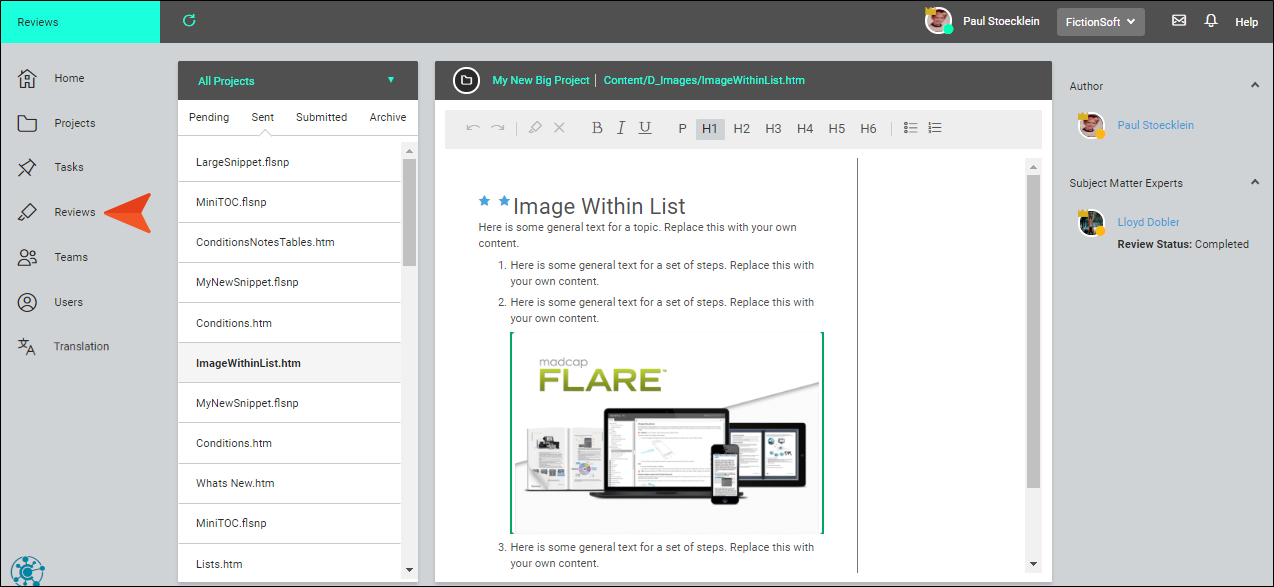 Reviews
Paul Stoecklein
FictionSoft
Help
Home
Projects
Tasks
Reviews
Teams
Users
Translation
All Projects
Pending Sent Submitted Archive
LargeSnippet.flsnp
MiniTOC.flsnp
ConditionsNotesTables.htm
MyNewSnippet.flsnp
Conditions.htm
ImageWithinList.htm
MyNewSnippet.flsnp
Conditions.htm
Whats New.htm
MiniTOC.flsnp
Lists.htm
My New Big Project | Content/D_Images/ImageWithinList.htm
B I U P H1 H2 H3 H4 H5 H6
Image Within List
Here is some general text for a topic. Replace this with your own
content.
1. Here is some general text for a set of steps. Replace this with
your own content.
2. Here is some general text for a set of steps. Replace this with
your own content.
madcap
FLARE™
3. Here is some general text for a set of steps. Replace this with
your own content.
Author
Paul Stoecklein
Subject Matter Experts
Lloyd Dobler
Review Status: Completed